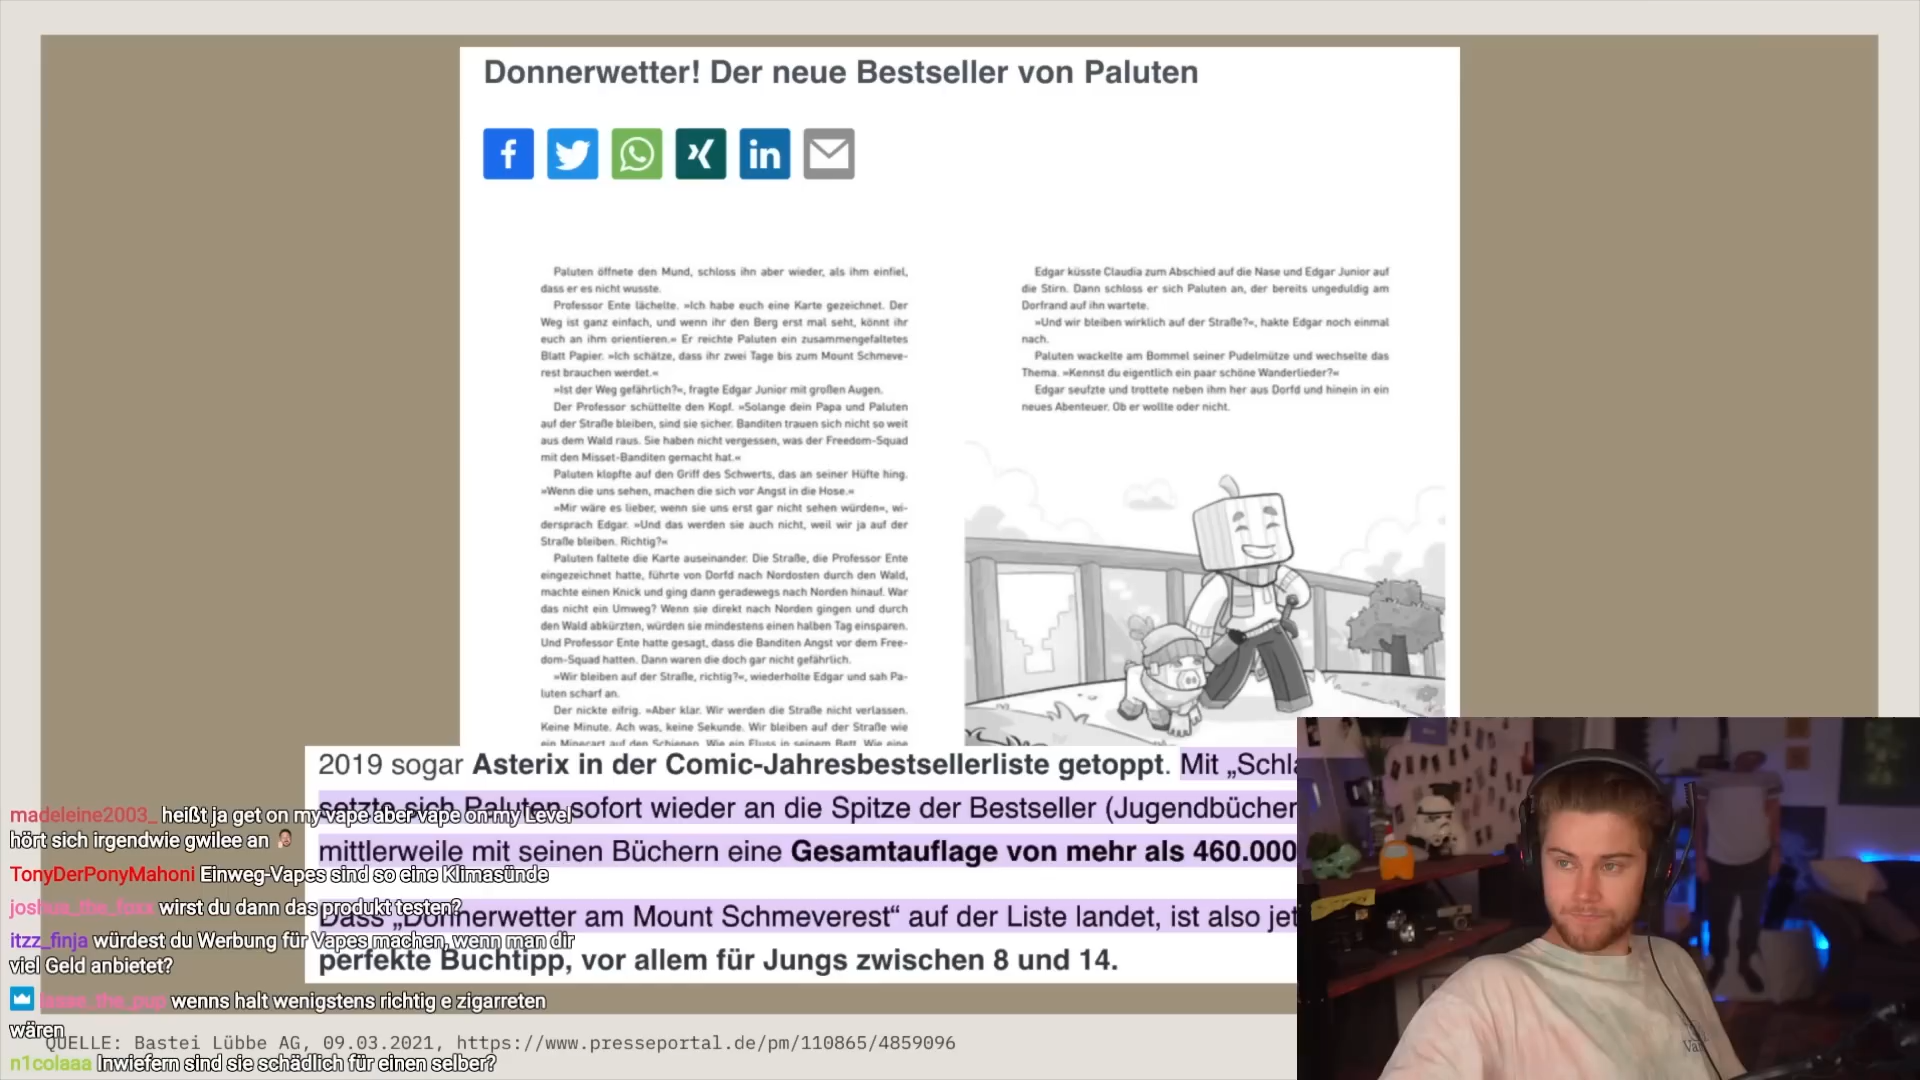 Donnerwetter! Der neue Bestseller von Paluten
Paluten öffnete den Mund, schloss ihn aber wieder, als ihm einfiel,
dass er es nicht wusste.
Professor Ente lächelte. »Ich habe euch eine Karte gezeichnet. Der
Weg ist ganz einfach, und wenn ihr den Berg erst mal seht, könnt ihr
euch an ihm orientieren.« Er reichte Paluten ein zusammengefaltetes
Blatt Papier. »Ich schätze, dass ihr zwei Tage bis zum Mount Schmeve-
rest brauchen werdet.«
»Ist der Weg gefährlich?«, fragte Edgar Junior mit großen Augen.
Der Professor schüttelte den Kopf. »Solange dein Papa und Paluten
auf der Straße bleiben, sind sie sicher. Banditen trauen sich nicht so weit
aus dem Wald raus. Sie haben nicht vergessen, was der Freedom-Squad
mit den Misset-Banditen gemacht hat.«
Paluten klopfte auf den Griff des Schwerts, das an seiner Hüfte hing.
»Wenn die uns sehen, machen die sich vor Angst in die Hose.«
»Mir wäre es lieber, wenn sie uns erst gar nicht sehen würden«, wi-
dersprach Edgar. »Und das werden sie auch nicht, weil wir ja auf der
Straße bleiben. Richtig?«
Paluten faltete die Karte auseinander. Die Straße, die Professor Ente
eingezeichnet hatte, führte von Dorfd nach Nordosten durch den Wald,
machte einen Knick und ging dann geradewegs nach Norden hinauf. War
das nicht ein Umweg? Wenn sie direkt nach Norden gingen und durch
den Wald abkürzten, würden sie mindestens einen halben Tag einsparen.
Und Professor Ente hatte gesagt, dass die Banditen Angst vor dem Free-
dom-Squad hatten. Dann waren die doch gar nicht gefährlich.
»Wir bleiben auf der Straße, richtig?«, wiederholte Edgar und sah Pa-
luten scharf an.
Der nickte eifrig. »Aber klar. Wir werden die Straße nicht verlassen.
Keine Minute. Ach was, keine Sekunde. Wir bleiben auf der Straße wie
ein Minecart auf den Schienen. Wie ein Fluss in seinem Bett. Wie eine
Edgar küsste Claudia zum Abschied auf die Nase und Edgar Junior auf
die Stirn. Dann schloss er sich Paluten an, der bereits ungeduldig am
Dorfrand auf ihn wartete.
»Und wir bleiben wirklich auf der Straße?«, hakte Edgar noch einmal
nach.
Paluten wackelte am Bommel seiner Pudelmütze und wechselte das
Thema. »Kennst du eigentlich ein paar schöne Wanderlieder?«
Edgar seufzte und trottete neben ihm her aus Dorfd und hinein in ein
neues Abenteuer. Ob er wollte oder nicht.
2019 sogar Asterix in der Comic-Jahresbestsellerliste getoppt. Mit „Schla
setzte sich Paluten sofort wieder an die Spitze der Bestseller (Jugendbücher
mittlerweile mit seinen Büchern eine Gesamtauflage von mehr als 460.000
Dass „Donnerwetter am Mount Schmeverest“ auf der Liste landet, ist also jet
perfekte Buchtipp, vor allem für Jungs zwischen 8 und 14.
madeleine2003_ heißt ja get on my vape aber vape on my Level
hört sich irgendwie gwilee an
TonyDerPonyMahoni Einweg-Vapes sind so eine Klimasünde
joshua_the_foxx wirst du dann das produkt testen?
itzz_finja würdest du Werbung für Vapes machen, wenn man dir
viel Geld anbietet?
wenns halt wenigstens richtig e zigarreten
wären
n1colaaa Inwiefern sind sie schädlich für einen selber?
QUELLE: Bastei Lübbe AG, 09.03.2021, https://www.presseportal.de/pm/110865/4859096